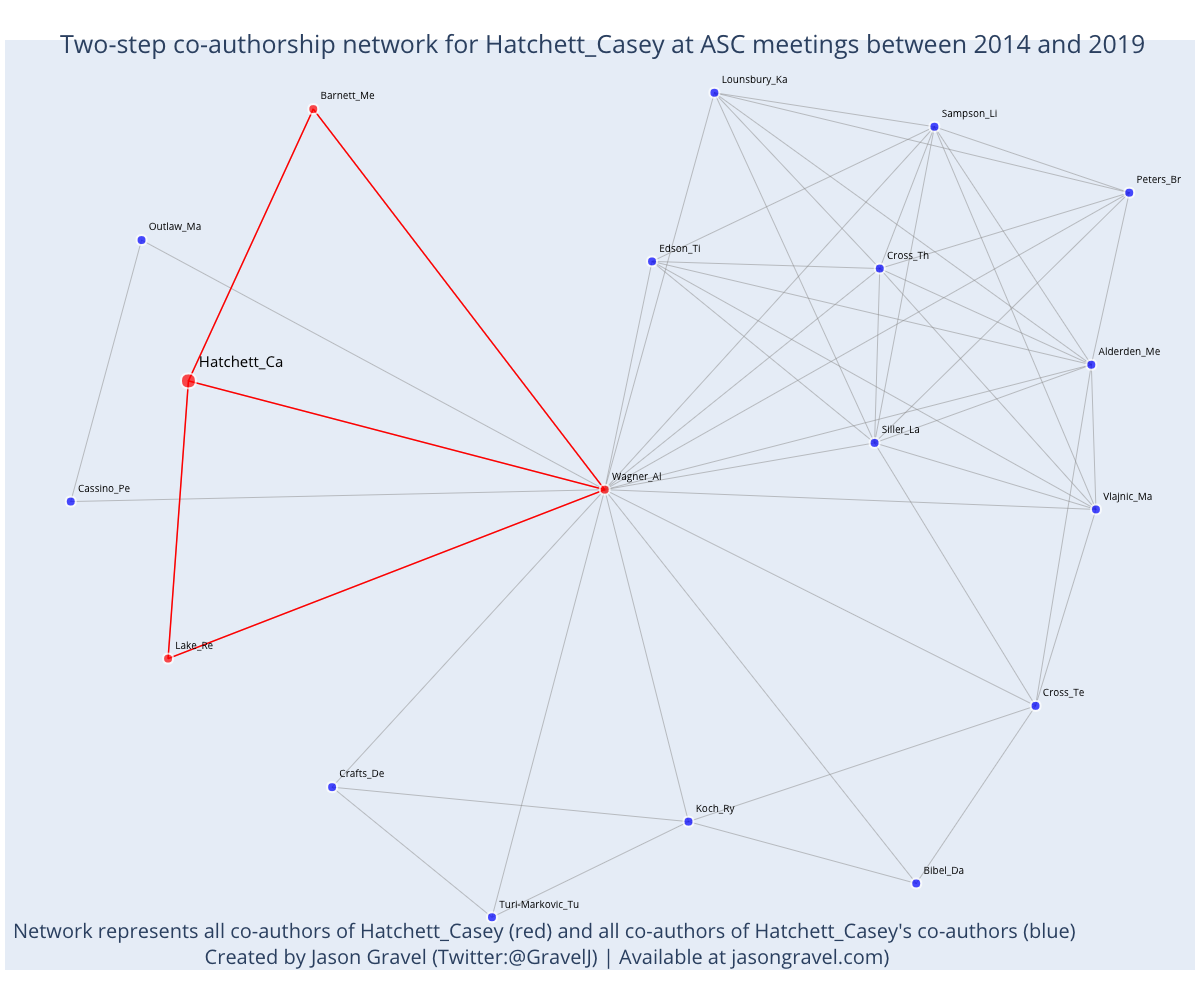 Two-step co-authorship network for Hatchett_Casey at ASC meetings between 2014 and 2019
Lounsbury_Ka
Barnett_Me
Sampson_Li
Peters_Br
Outlaw_Ma
Edson_Ti
Cross_Th
Alderden_Me
Hatchett_Ca
Siller_La
Wagner_Al
Cassino_Pe
Vlajnic_Ma
Lake_Re
Cross_Te
Crafts_De
Koch_Ry
Bibel_Da
Turi-Markovic_Tu
Network represents all co-authors of Hatchett_Casey (red) and all co-authors of Hatchett_Casey's co-authors (blue)
Created by Jason Gravel (Twitter:@GravelJ) | Available at jasongravel.com)